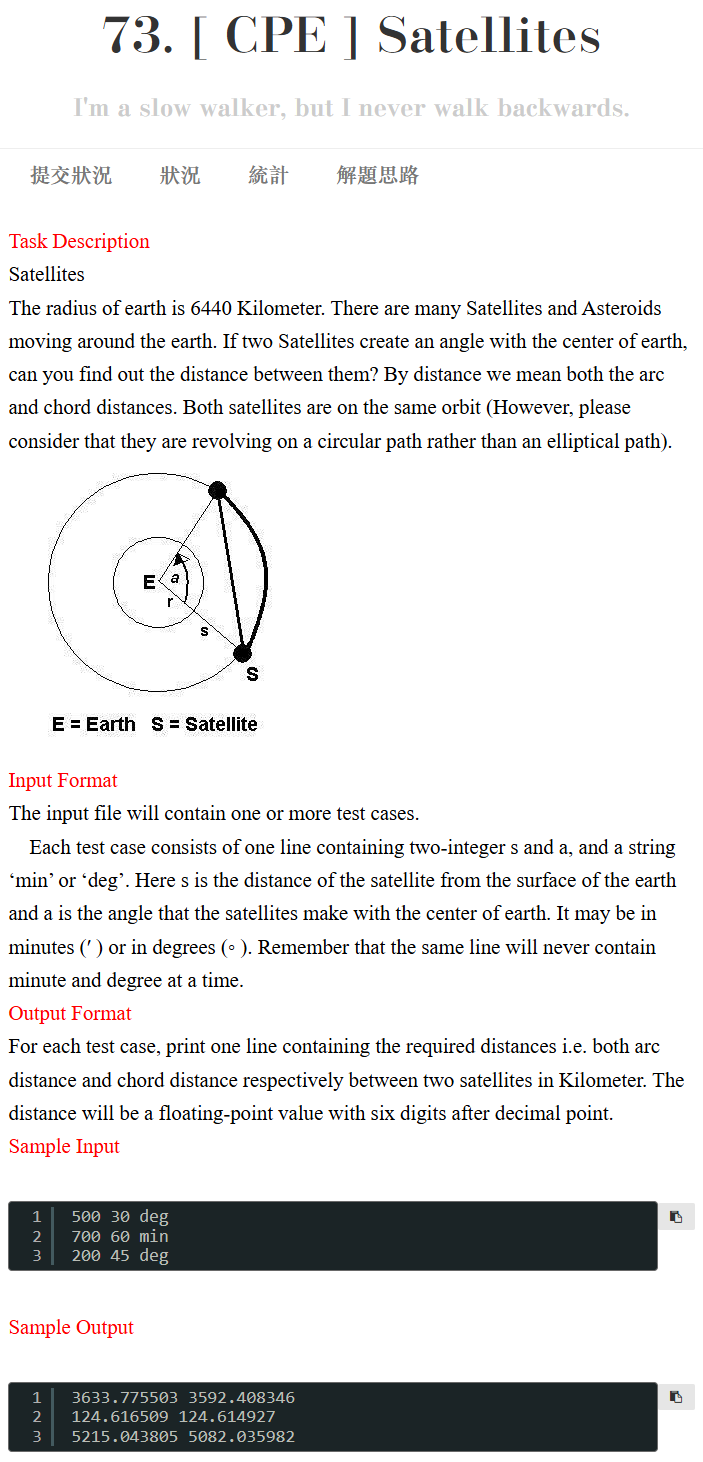 73. [ CPE ] Satellites
I'm a slow walker, but I never walk backwards.
提交狀況 狀況 統計 解題思路
Task Description
Satellites
The radius of earth is 6440 Kilometer. There are many Satellites and Asteroids
moving around the earth. If two Satellites create an angle with the center of earth,
can you find out the distance between them? By distance we mean both the arc
and chord distances. Both satellites are on the same orbit (However, please
consider that they are revolving on a circular path rather than an elliptical path).
E a
r
s
S
E = Earth S = Satellite
Input Format
The input file will contain one or more test cases.
Each test case consists of one line containing two-integer s and a, and a string
‘min’ or ‘deg’. Here s is the distance of the satellite from the surface of the earth
and a is the angle that the satellites make with the center of earth. It may be in
minutes (′ ) or in degrees (◦ ). Remember that the same line will never contain
minute and degree at a time.
Output Format
For each test case, print one line containing the required distances i.e. both arc
distance and chord distance respectively between two satellites in Kilometer. The
distance will be a floating-point value with six digits after decimal point.
Sample Input
1 500 30 deg
2 700 60 min
3 200 45 deg
Sample Output
1 3633.775503 3592.408346
2 124.616509 124.614927
3 5215.043805 5082.035982